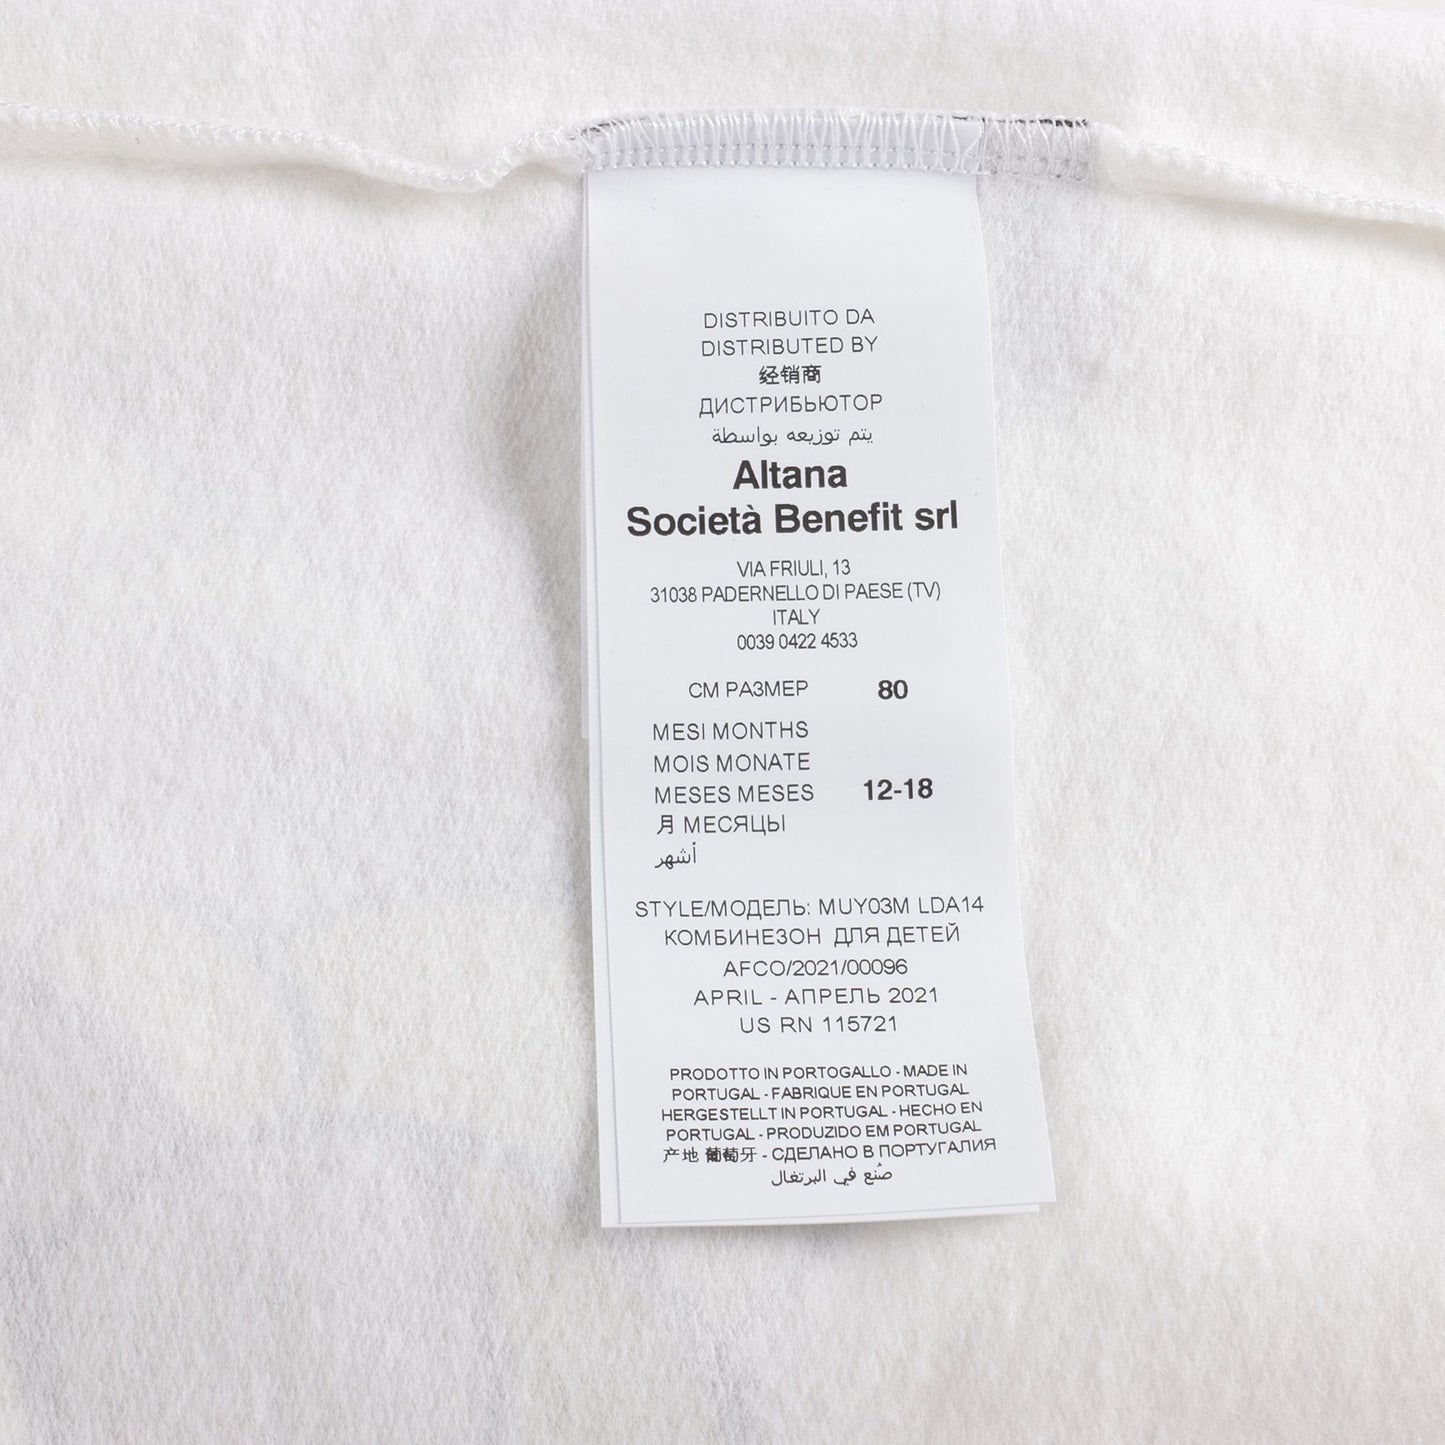 DISTRIBUITO DA
DISTRIBUTED BY
经销商
ДИСТРИБЬЮТОР
يتم توزيعه بواسطة
Altana
Società Benefit srl
VIA FRIULI, 13
31038 PADERNELLO DI PAESE (TV)
ITALY
0039 0422 4533
СМ РАЗМЕР 80
MESI MONTHS
MOIS MONATE
MESES MESES 12-18
月 МЕСЯЦЫ
أشهر
STYLE/МОДЕЛЬ: MUY03M LDA14
КОМБИНЕЗОН ДЛЯ ДЕТЕЙ
AFCO/2021/00096
APRIL - АПРЕЛЬ 2021
US RN 115721
PRODOTTO IN PORTOGALLO - MADE IN
PORTUGAL - FABRIQUE EN PORTUGAL
HERGESTELLT IN PORTUGAL - HECHO EN
PORTUGAL - PRODUZIDO EM PORTUGAL
产地 葡萄牙 - СДЕЛАНО В ПОРТУГАЛИЯ
صُنع في البرتغال